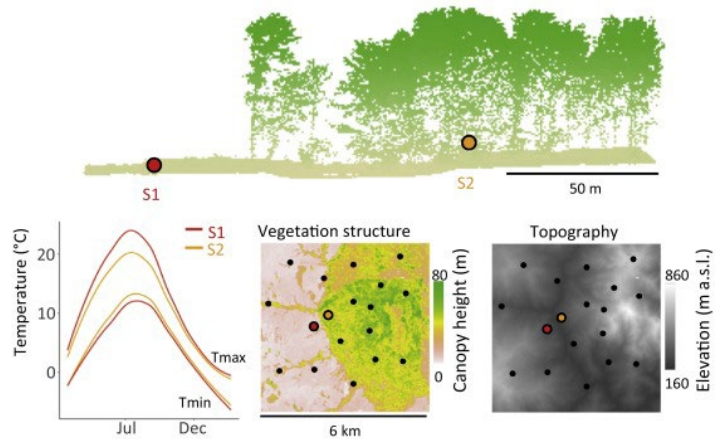 S1
S2
50 m
Temperature (°C)
20
10
0
S1
S2
Tmax
Tmin
Jul
Dec
Vegetation structure
80
Canopy height (m)
0
6 km
Topography
860
Elevation (m a.s.l.)
160